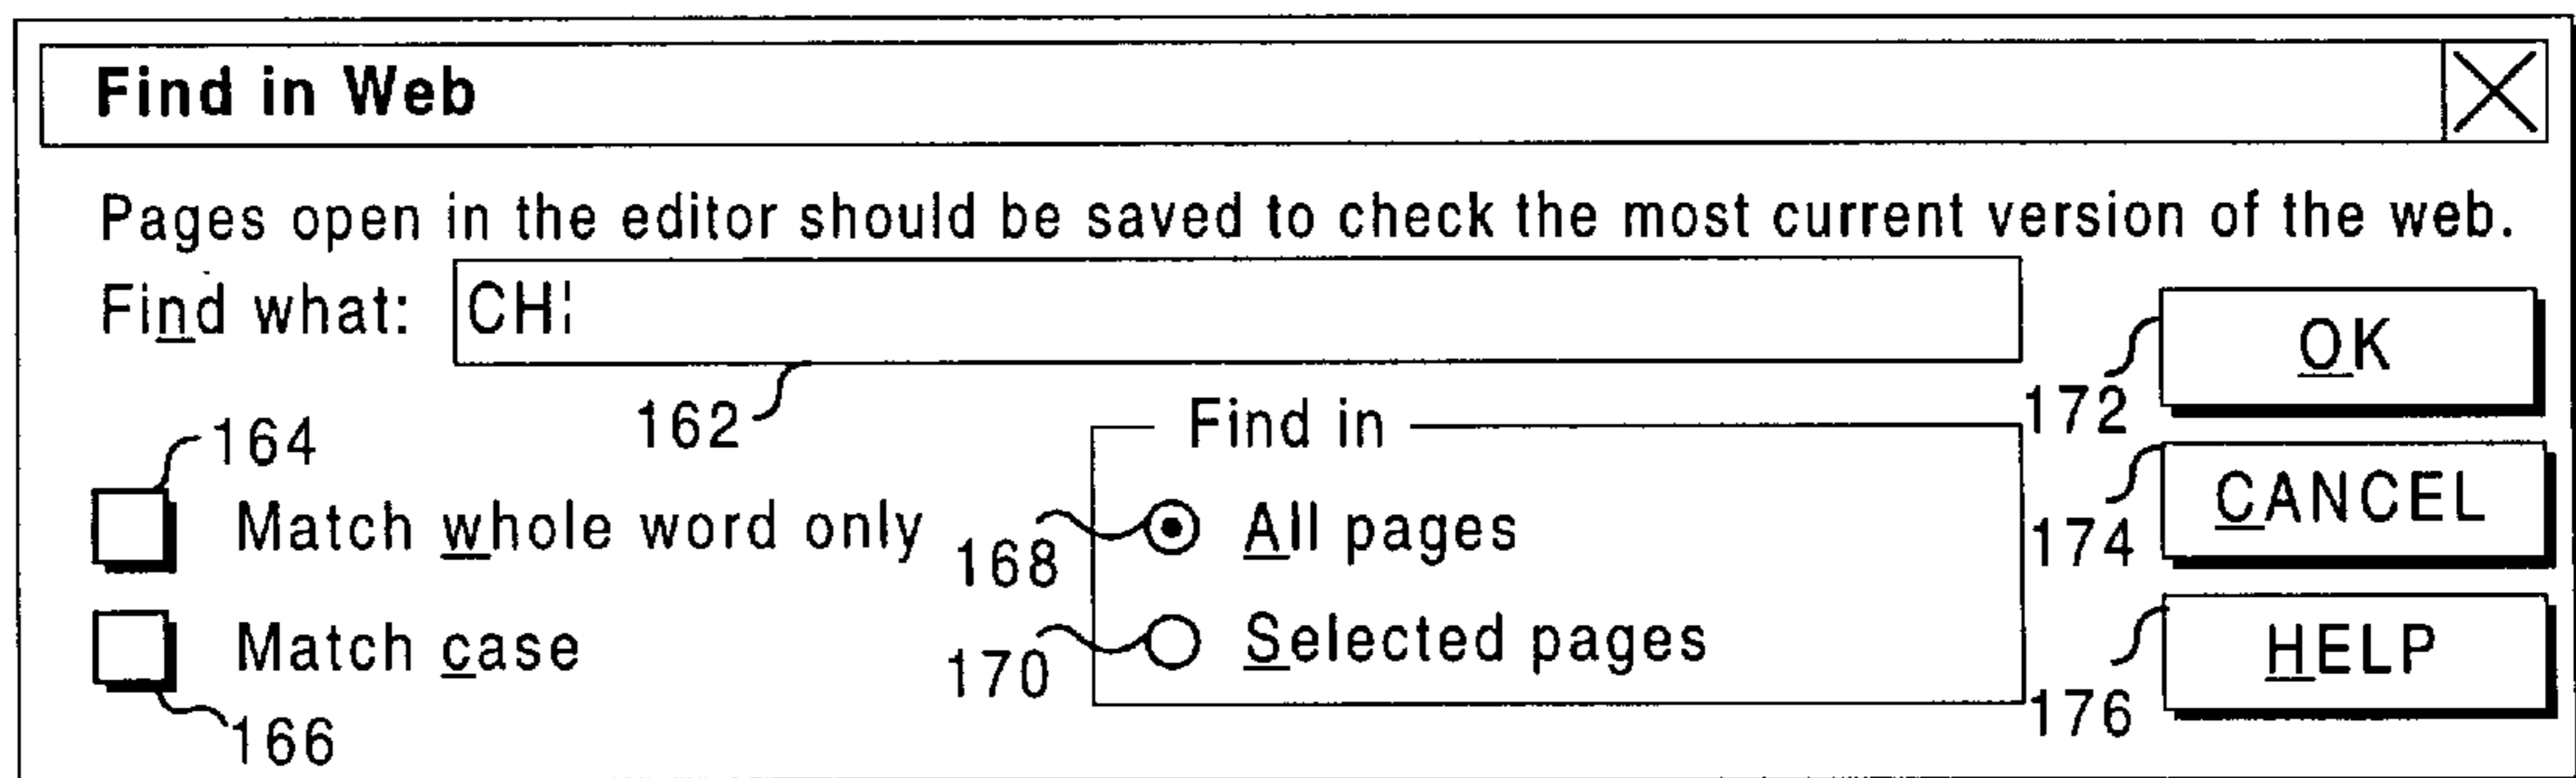 Find in Web
Pages open in the editor should be saved to check the most current version of the web.
Find what: CH
OK
162
172
Find in
164
CANCEL
Match whole word only
168
All pages
174
HELP
Match case
170
Selected pages
176
166